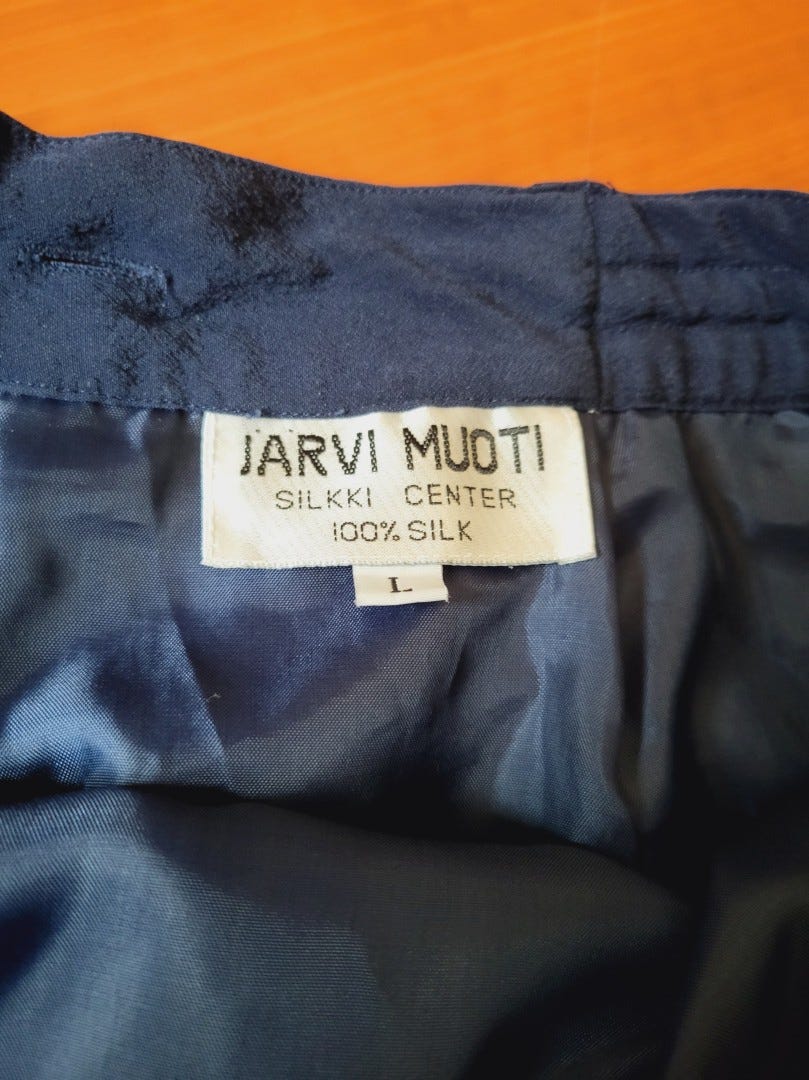 JARVI MUOTI
SILKKI CENTER
100% SILK
L